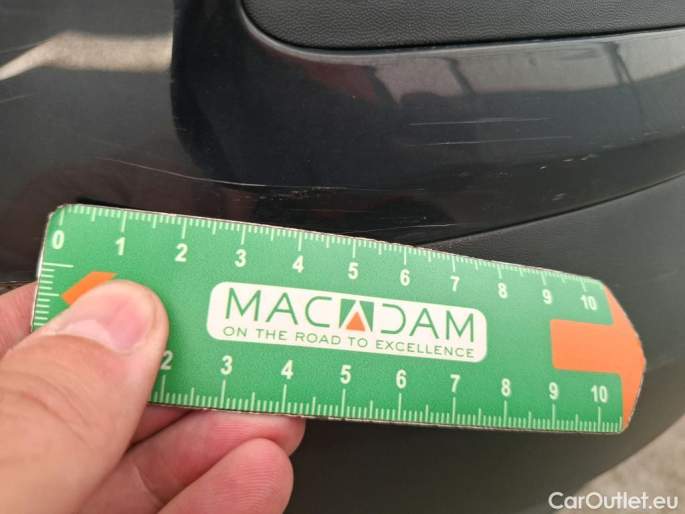 0 1 2 3 4 5 6 7 8 9 10
MACADAM
ON THE ROAD TO EXCELLENCE
2 3 4 5 6 7 8 9 10
CarOutlet.eu